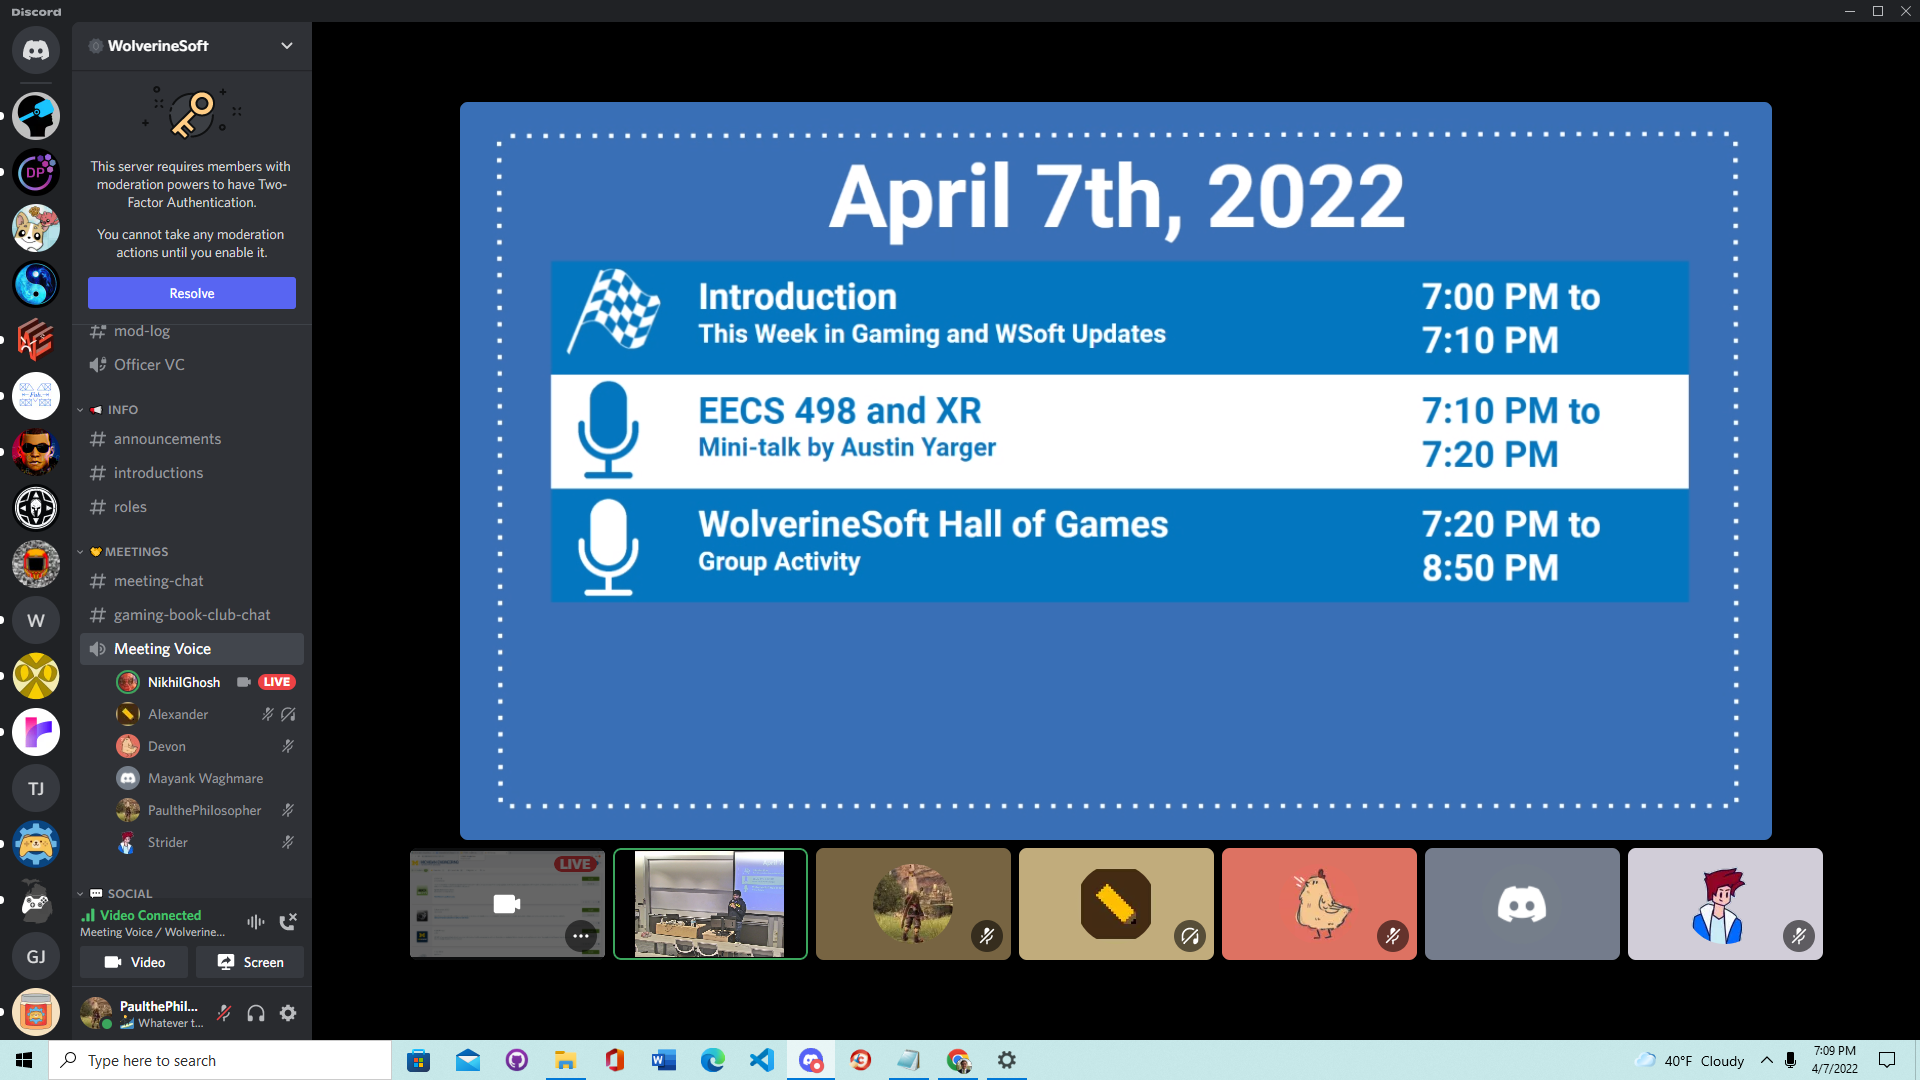 Discord
WolverineSoft
This server requires members with
moderation powers to have Two-
Factor Authentication.
You cannot take any moderation
actions until you enable it.
Resolve
mod-log
Officer VC
INFO
announcements
introductions
roles
MEETINGS
meeting-chat
gaming-book-club-chat
Meeting Voice
NikhilGhosh LIVE
Alexander
Devon
Mayank Waghmare
PaulthePhilosopher
Strider
SOCIAL
Video Connected
Meeting Voice / Wolverine...
Video Screen
PaulthePhil...
Whatever t...
DP
W
TJ
GJ
April 7th, 2022
Introduction
This Week in Gaming and WSoft Updates
7:00 PM to
7:10 PM
EECS 498 and XR
Mini-talk by Austin Yarger
7:10 PM to
7:20 PM
WolverineSoft Hall of Games
Group Activity
7:20 PM to
8:50 PM
LIVE
Type here to search
40°F Cloudy
7:09 PM
4/7/2022